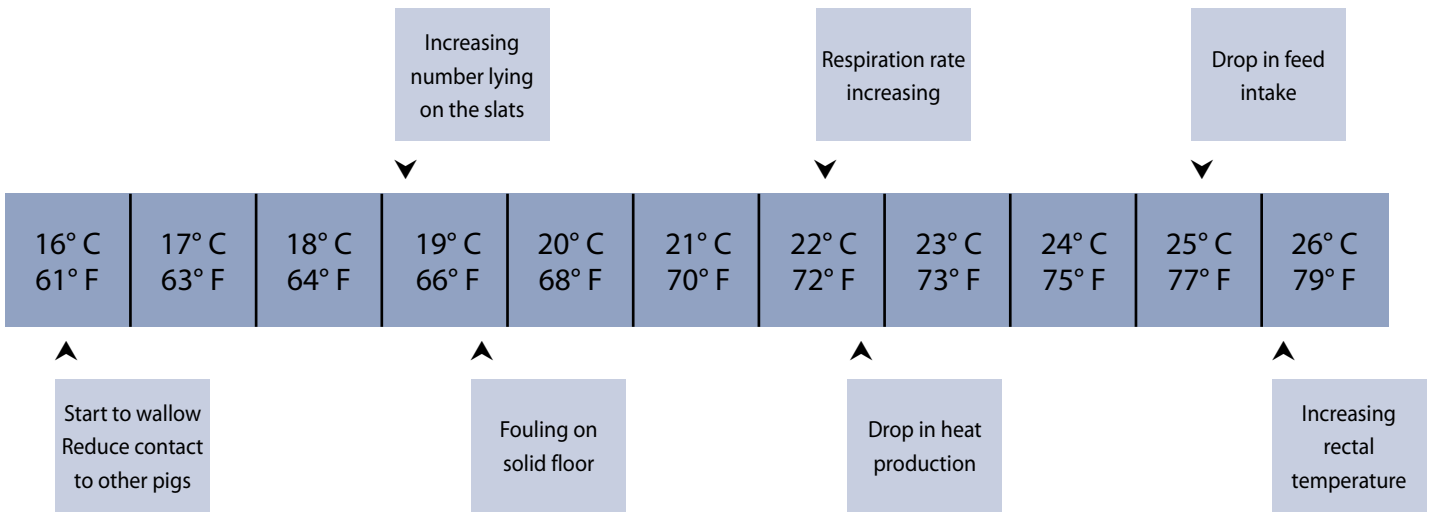 Increasing
number lying
on the slats
Respiration rate
increasing
Drop in feed
intake
16° C
61° F
17° C
63° F
18° C
64° F
19° C
66° F
20° C
68° F
21° C
70° F
22° C
72° F
23° C
73° F
24° C
75° F
25° C
77° F
26° C
79° F
Start to wallow
Reduce contact
to other pigs
Fouling on
solid floor
Drop in heat
production
Increasing
rectal
temperature